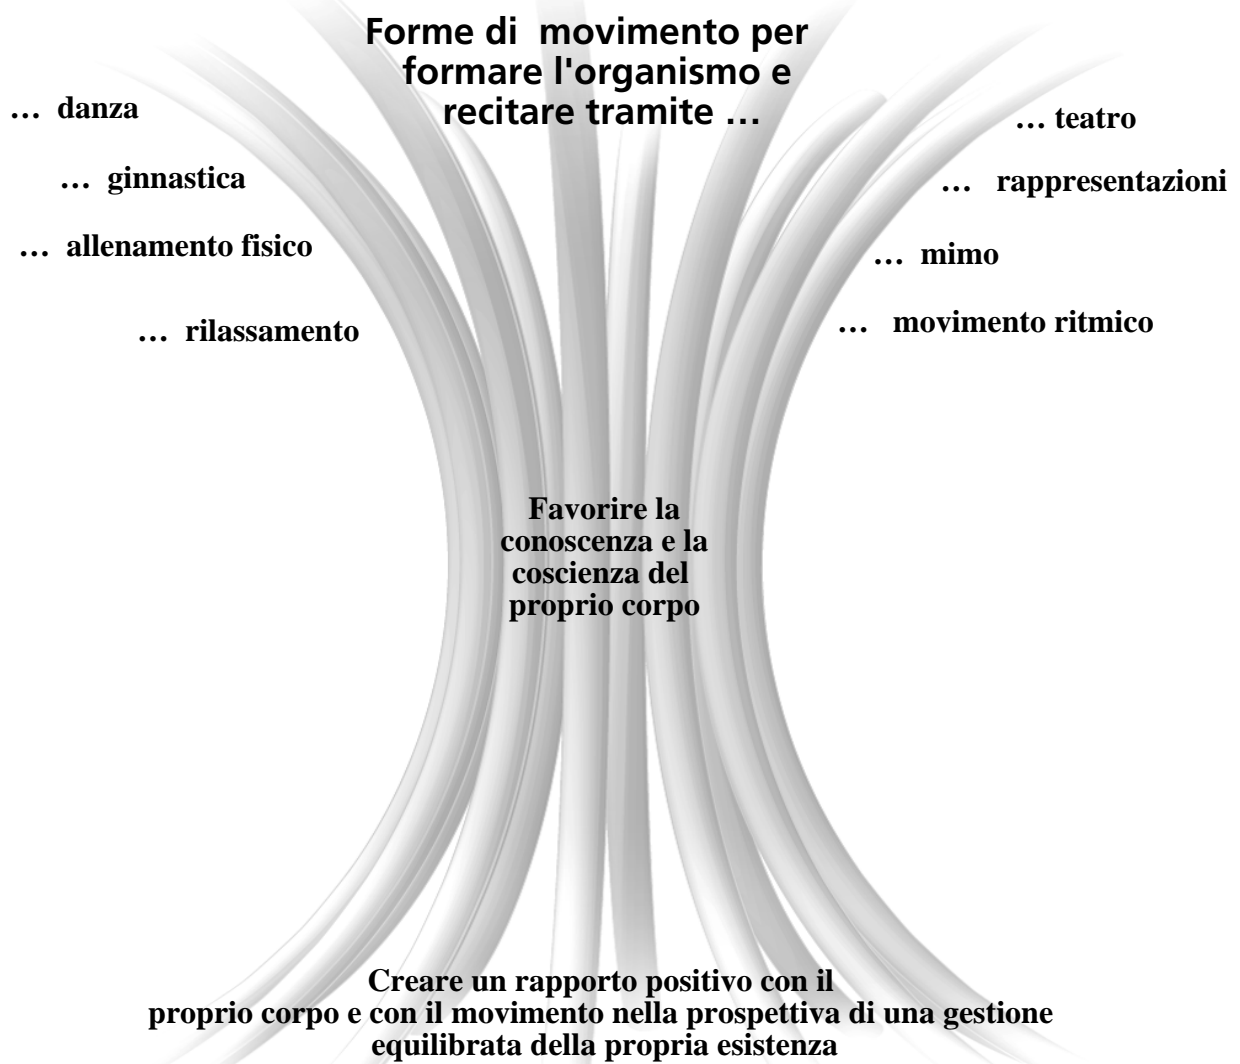 Forme di movimento per
formare l'organismo e
recitare tramite …
… danza
… ginnastica
… allenamento fisico
… rilassamento
… teatro
… rappresentazioni
… mimo
… movimento ritmico
Favorire la
conoscenza e la
coscienza del
proprio corpo
Creare un rapporto positivo con il
proprio corpo e con il movimento nella prospettiva di una gestione
equilibrata della propria esistenza